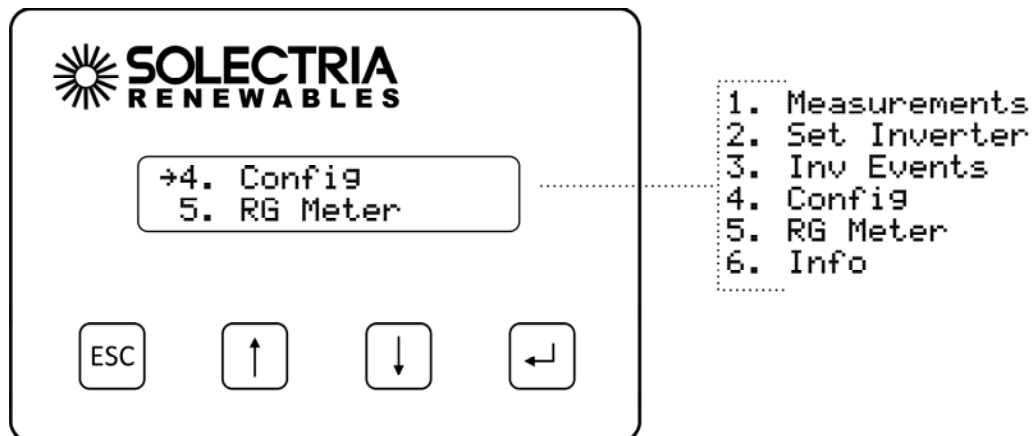 SOLECTRIA
RENEWABLES
→4. Config
5. RG Meter
ESC
↑
↓
↵
1. Measurements
2. Set Inverter
3. Inv Events
4. Config
5. RG Meter
6. Info